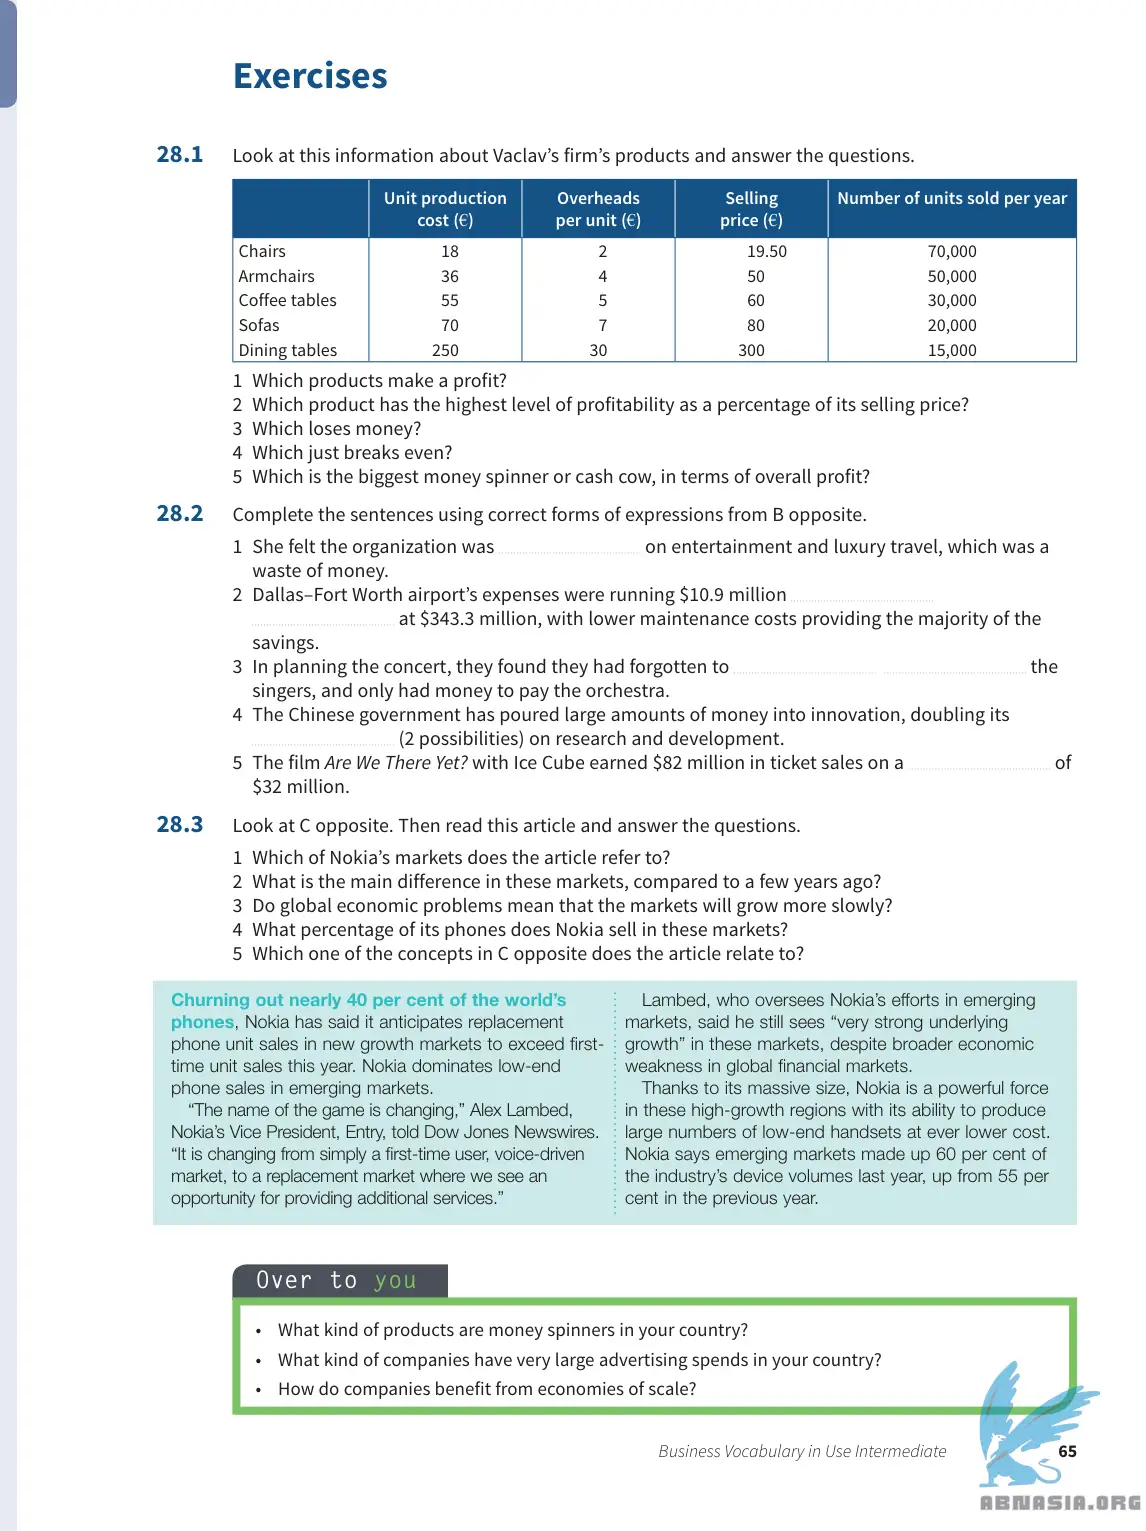 Exercises
28.1 Look at this information about Vaclav’s firm’s products and answer the questions.
Unit production cost (€) Overheads per unit (€) Selling price (€) Number of units sold per year
Chairs 18 2 19.50 70,000
Armchairs 36 4 50 50,000
Coffee tables 55 5 60 30,000
Sofas 70 7 80 20,000
Dining tables 250 30 300 15,000
1 Which products make a profit?
2 Which product has the highest level of profitability as a percentage of its selling price?
3 Which loses money?
4 Which just breaks even?
5 Which is the biggest money spinner or cash cow, in terms of overall profit?
28.2 Complete the sentences using correct forms of expressions from B opposite.
1 She felt the organization was ........ on entertainment and luxury travel, which was a
waste of money.
2 Dallas–Fort Worth airport’s expenses were running $10.9 million ........
........ at $343.3 million, with lower maintenance costs providing the majority of the
savings.
3 In planning the concert, they found they had forgotten to ........ ........ the
singers, and only had money to pay the orchestra.
4 The Chinese government has poured large amounts of money into innovation, doubling its
........ (2 possibilities) on research and development.
5 The film Are We There Yet? with Ice Cube earned $82 million in ticket sales on a ........ of
$32 million.
28.3 Look at C opposite. Then read this article and answer the questions.
1 Which of Nokia’s markets does the article refer to?
2 What is the main difference in these markets, compared to a few years ago?
3 Do global economic problems mean that the markets will grow more slowly?
4 What percentage of its phones does Nokia sell in these markets?
5 Which one of the concepts in C opposite does the article relate to?
Churning out nearly 40 per cent of the world’s
phones, Nokia has said it anticipates replacement
phone unit sales in new growth markets to exceed first-
time unit sales this year. Nokia dominates low-end
phone sales in emerging markets.
“The name of the game is changing,” Alex Lambed,
Nokia’s Vice President, Entry, told Dow Jones Newswires.
“It is changing from simply a first-time user, voice-driven
market, to a replacement market where we see an
opportunity for providing additional services.”
Lambed, who oversees Nokia’s efforts in emerging
markets, said he still sees “very strong underlying
growth” in these markets, despite broader economic
weakness in global financial markets.
Thanks to its massive size, Nokia is a powerful force
in these high-growth regions with its ability to produce
large numbers of low-end handsets at ever lower cost.
Nokia says emerging markets made up 60 per cent of
the industry’s device volumes last year, up from 55 per
cent in the previous year.
Over to you
• What kind of products are money spinners in your country?
• What kind of companies have very large advertising spends in your country?
• How do companies benefit from economies of scale?
Business Vocabulary in Use Intermediate 65
ABNASIA.ORG